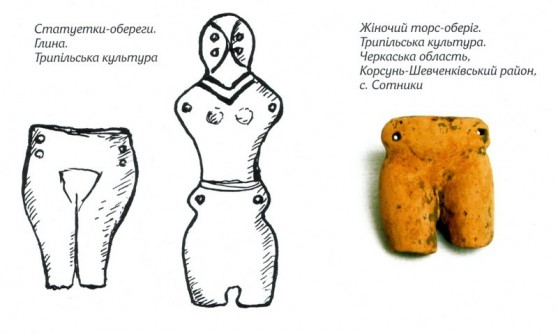 Статуетки-обереги.
Глина.
Трипільська культура
Жіночий торс-оберіг.
Трипільська культура.
Черкаська область,
Корсунь-Шевченківський район,
с. Сотники